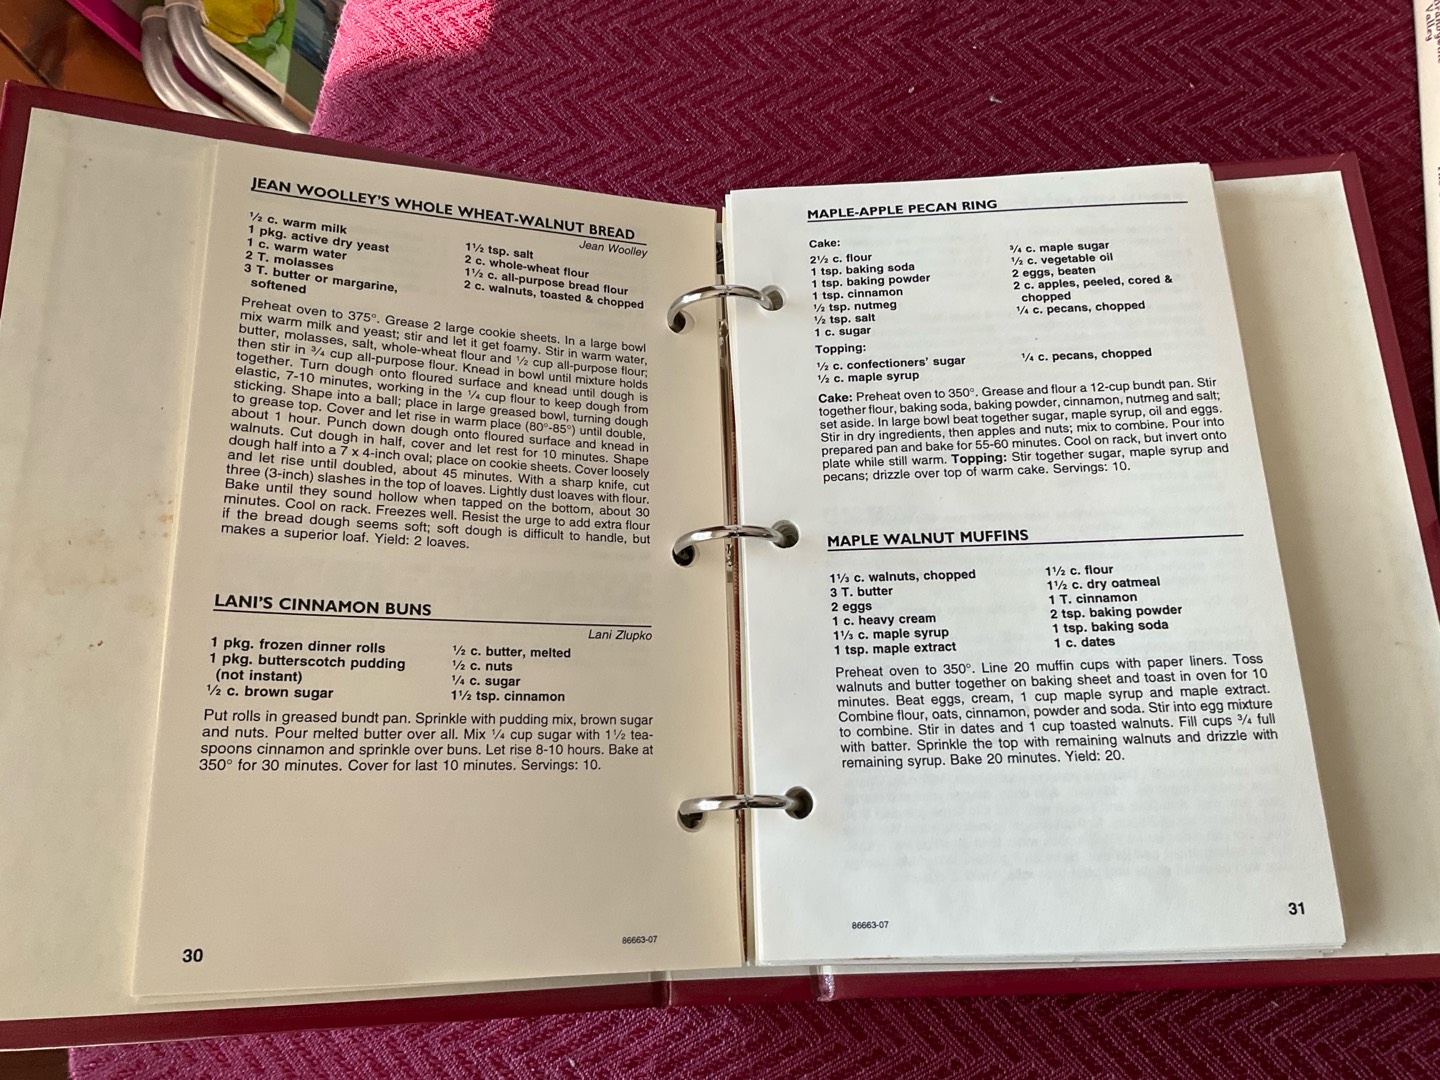 JEAN WOOLLEY'S WHOLE WHEAT-WALNUT BREAD
Jean Woolley
½ c. warm milk
1 pkg. active dry yeast
1 c. warm water
2 T. molasses
3 T. butter or margarine,
softened
1½ tsp. salt
2 c. whole-wheat flour
1½ c. all-purpose bread flour
2 c. walnuts, toasted & chopped
Preheat oven to 375°. Grease 2 large cookie sheets. In a large bowl
mix warm milk and yeast; stir and let it get foamy. Stir in warm water,
butter, molasses, salt, whole-wheat flour and ½ cup all-purpose flour;
then stir in ¾ cup all-purpose flour. Knead in bowl until mixture holds
together. Turn dough onto floured surface and knead until dough is
elastic, 7-10 minutes, working in the ¼ cup flour to keep dough from
sticking. Shape into a ball; place in large greased bowl, turning dough
to grease top. Cover and let rise in warm place (80°-85°) until double,
about 1 hour. Punch down dough onto floured surface and knead in
walnuts. Cut dough in half, cover and let rest for 10 minutes. Shape
dough half into a 7 x 4-inch oval; place on cookie sheets. Cover loosely
and let rise until doubled, about 45 minutes. With a sharp knife, cut
three (3-inch) slashes in the top of loaves. Lightly dust loaves with flour.
Bake until they sound hollow when tapped on the bottom, about 30
minutes. Cool on rack. Freezes well. Resist the urge to add extra flour
if the bread dough seems soft; soft dough is difficult to handle, but
makes a superior loaf. Yield: 2 loaves.
LANI'S CINNAMON BUNS
Lani Zlupko
1 pkg. frozen dinner rolls
1 pkg. butterscotch pudding
(not instant)
½ c. brown sugar
½ c. butter, melted
½ c. nuts
¼ c. sugar
1½ tsp. cinnamon
Put rolls in greased bundt pan. Sprinkle with pudding mix, brown sugar
and nuts. Pour melted butter over all. Mix ¼ cup sugar with 1½ tea-
spoons cinnamon and sprinkle over buns. Let rise 8-10 hours. Bake at
350° for 30 minutes. Cover for last 10 minutes. Servings: 10.
30
86663-07
MAPLE-APPLE PECAN RING
Cake:
2½ c. flour
1 tsp. baking soda
1 tsp. baking powder
1 tsp. cinnamon
½ tsp. nutmeg
½ tsp. salt
1 c. sugar
¾ c. maple sugar
½ c. vegetable oil
2 eggs, beaten
2 c. apples, peeled, cored &
chopped
¼ c. pecans, chopped
Topping:
½ c. confectioners' sugar
½ c. maple syrup
¼ c. pecans, chopped
Cake: Preheat oven to 350°. Grease and flour a 12-cup bundt pan. Stir
together flour, baking soda, baking powder, cinnamon, nutmeg and salt;
set aside. In large bowl beat together sugar, maple syrup, oil and eggs.
Stir in dry ingredients, then apples and nuts; mix to combine. Pour into
prepared pan and bake for 55-60 minutes. Cool on rack, but invert onto
plate while still warm. Topping: Stir together sugar, maple syrup and
pecans; drizzle over top of warm cake. Servings: 10.
MAPLE WALNUT MUFFINS
1⅓ c. walnuts, chopped
3 T. butter
2 eggs
1 c. heavy cream
1⅓ c. maple syrup
1 tsp. maple extract
1½ c. flour
1½ c. dry oatmeal
1 T. cinnamon
2 tsp. baking powder
1 tsp. baking soda
1 c. dates
Preheat oven to 350°. Line 20 muffin cups with paper liners. Toss
walnuts and butter together on baking sheet and toast in oven for 10
minutes. Beat eggs, cream, 1 cup maple syrup and maple extract.
Combine flour, oats, cinnamon, powder and soda. Stir into egg mixture
to combine. Stir in dates and 1 cup toasted walnuts. Fill cups ¾ full
with batter. Sprinkle the top with remaining walnuts and drizzle with
remaining syrup. Bake 20 minutes. Yield: 20.
86663-07
31
Valley